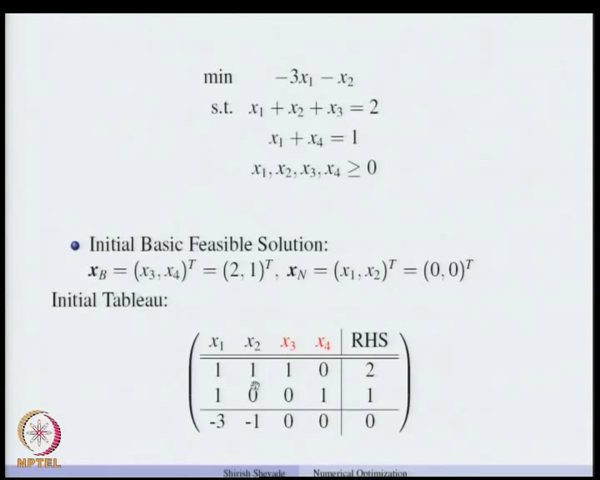 min −3x₁ − x₂
s.t. x₁ + x₂ + x₃ = 2
x₁ + x₄ = 1
x₁, x₂, x₃, x₄ ≥ 0
• Initial Basic Feasible Solution:
x_B = (x₃, x₄)ᵀ = (2, 1)ᵀ, x_N = (x₁, x₂)ᵀ = (0, 0)ᵀ
Initial Tableau:
x₁ x₂ x₃ x₄ RHS
1 1 1 0 2
1 0 0 1 1
-3 -1 0 0 0
NPTEL
Shirish Shevade Numerical Optimization